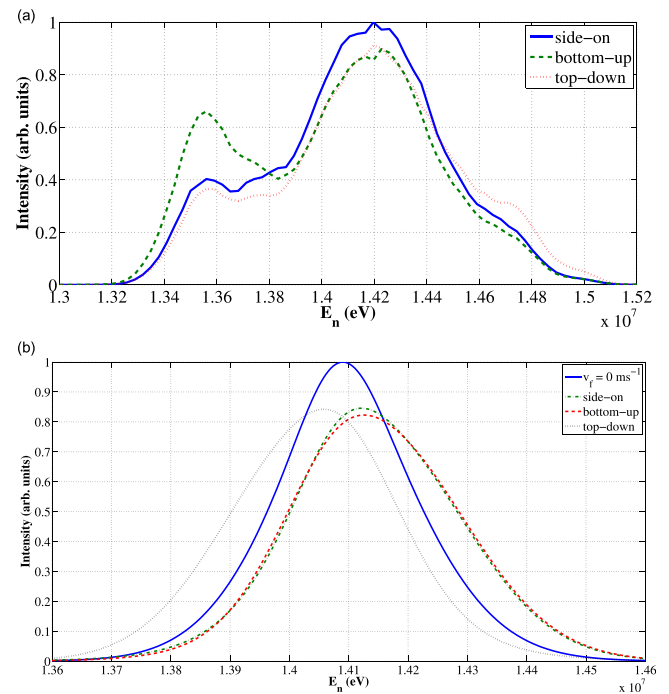 (a)
Intensity (arb. units)
1
0.8
0.6
0.4
0.2
0
side−on
bottom−up
top−down
1.3 1.32 1.34 1.36 1.38 1.4 1.42 1.44 1.46 1.48 1.5 1.52
E_n (eV)
x 10^7
(b)
Intensity (arb. units)
1
0.9
0.8
0.7
0.6
0.5
0.4
0.3
0.2
0.1
0
v_f = 0 ms^−1
side−on
bottom−up
top−down
1.36 1.37 1.38 1.39 1.4 1.41 1.42 1.43 1.44 1.45 1.46
E_n (eV)
x 10^7